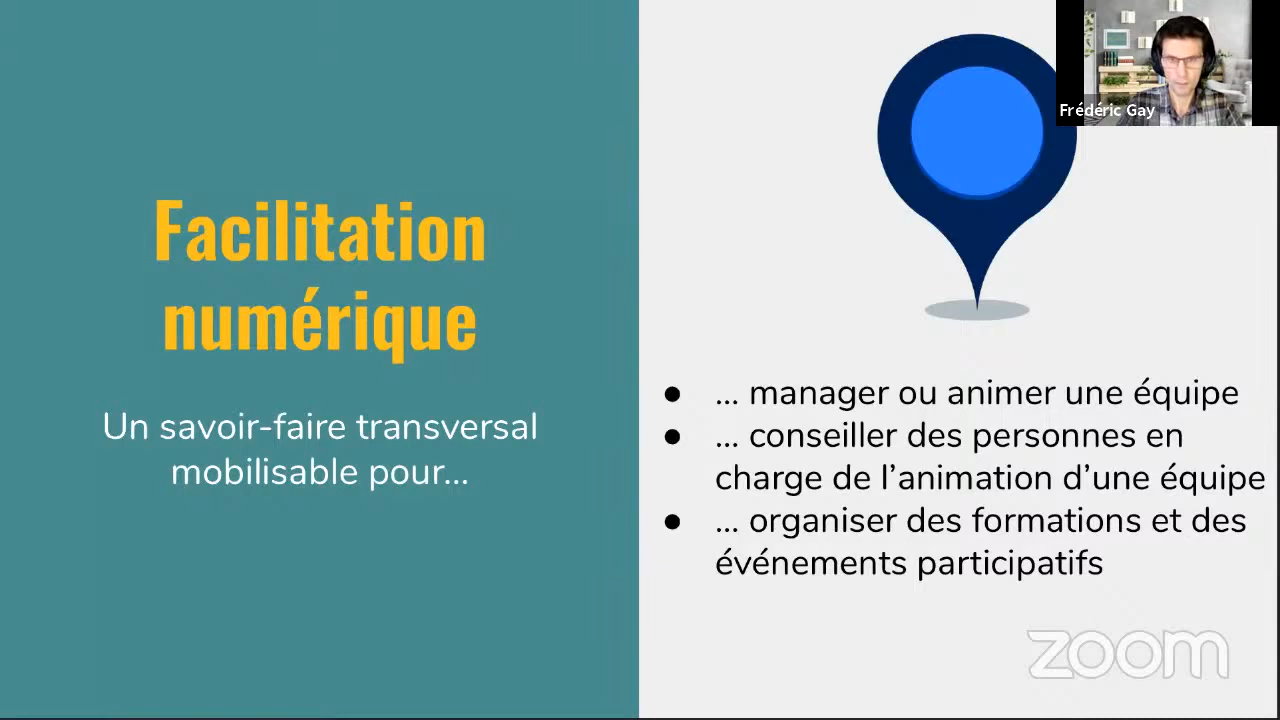 Facilitation
numérique
Un savoir-faire transversal
mobilisable pour...
Frédéric Gay
● ... manager ou animer une équipe
● ... conseiller des personnes en
charge de l’animation d’une équipe
● ... organiser des formations et des
événements participatifs
zoom